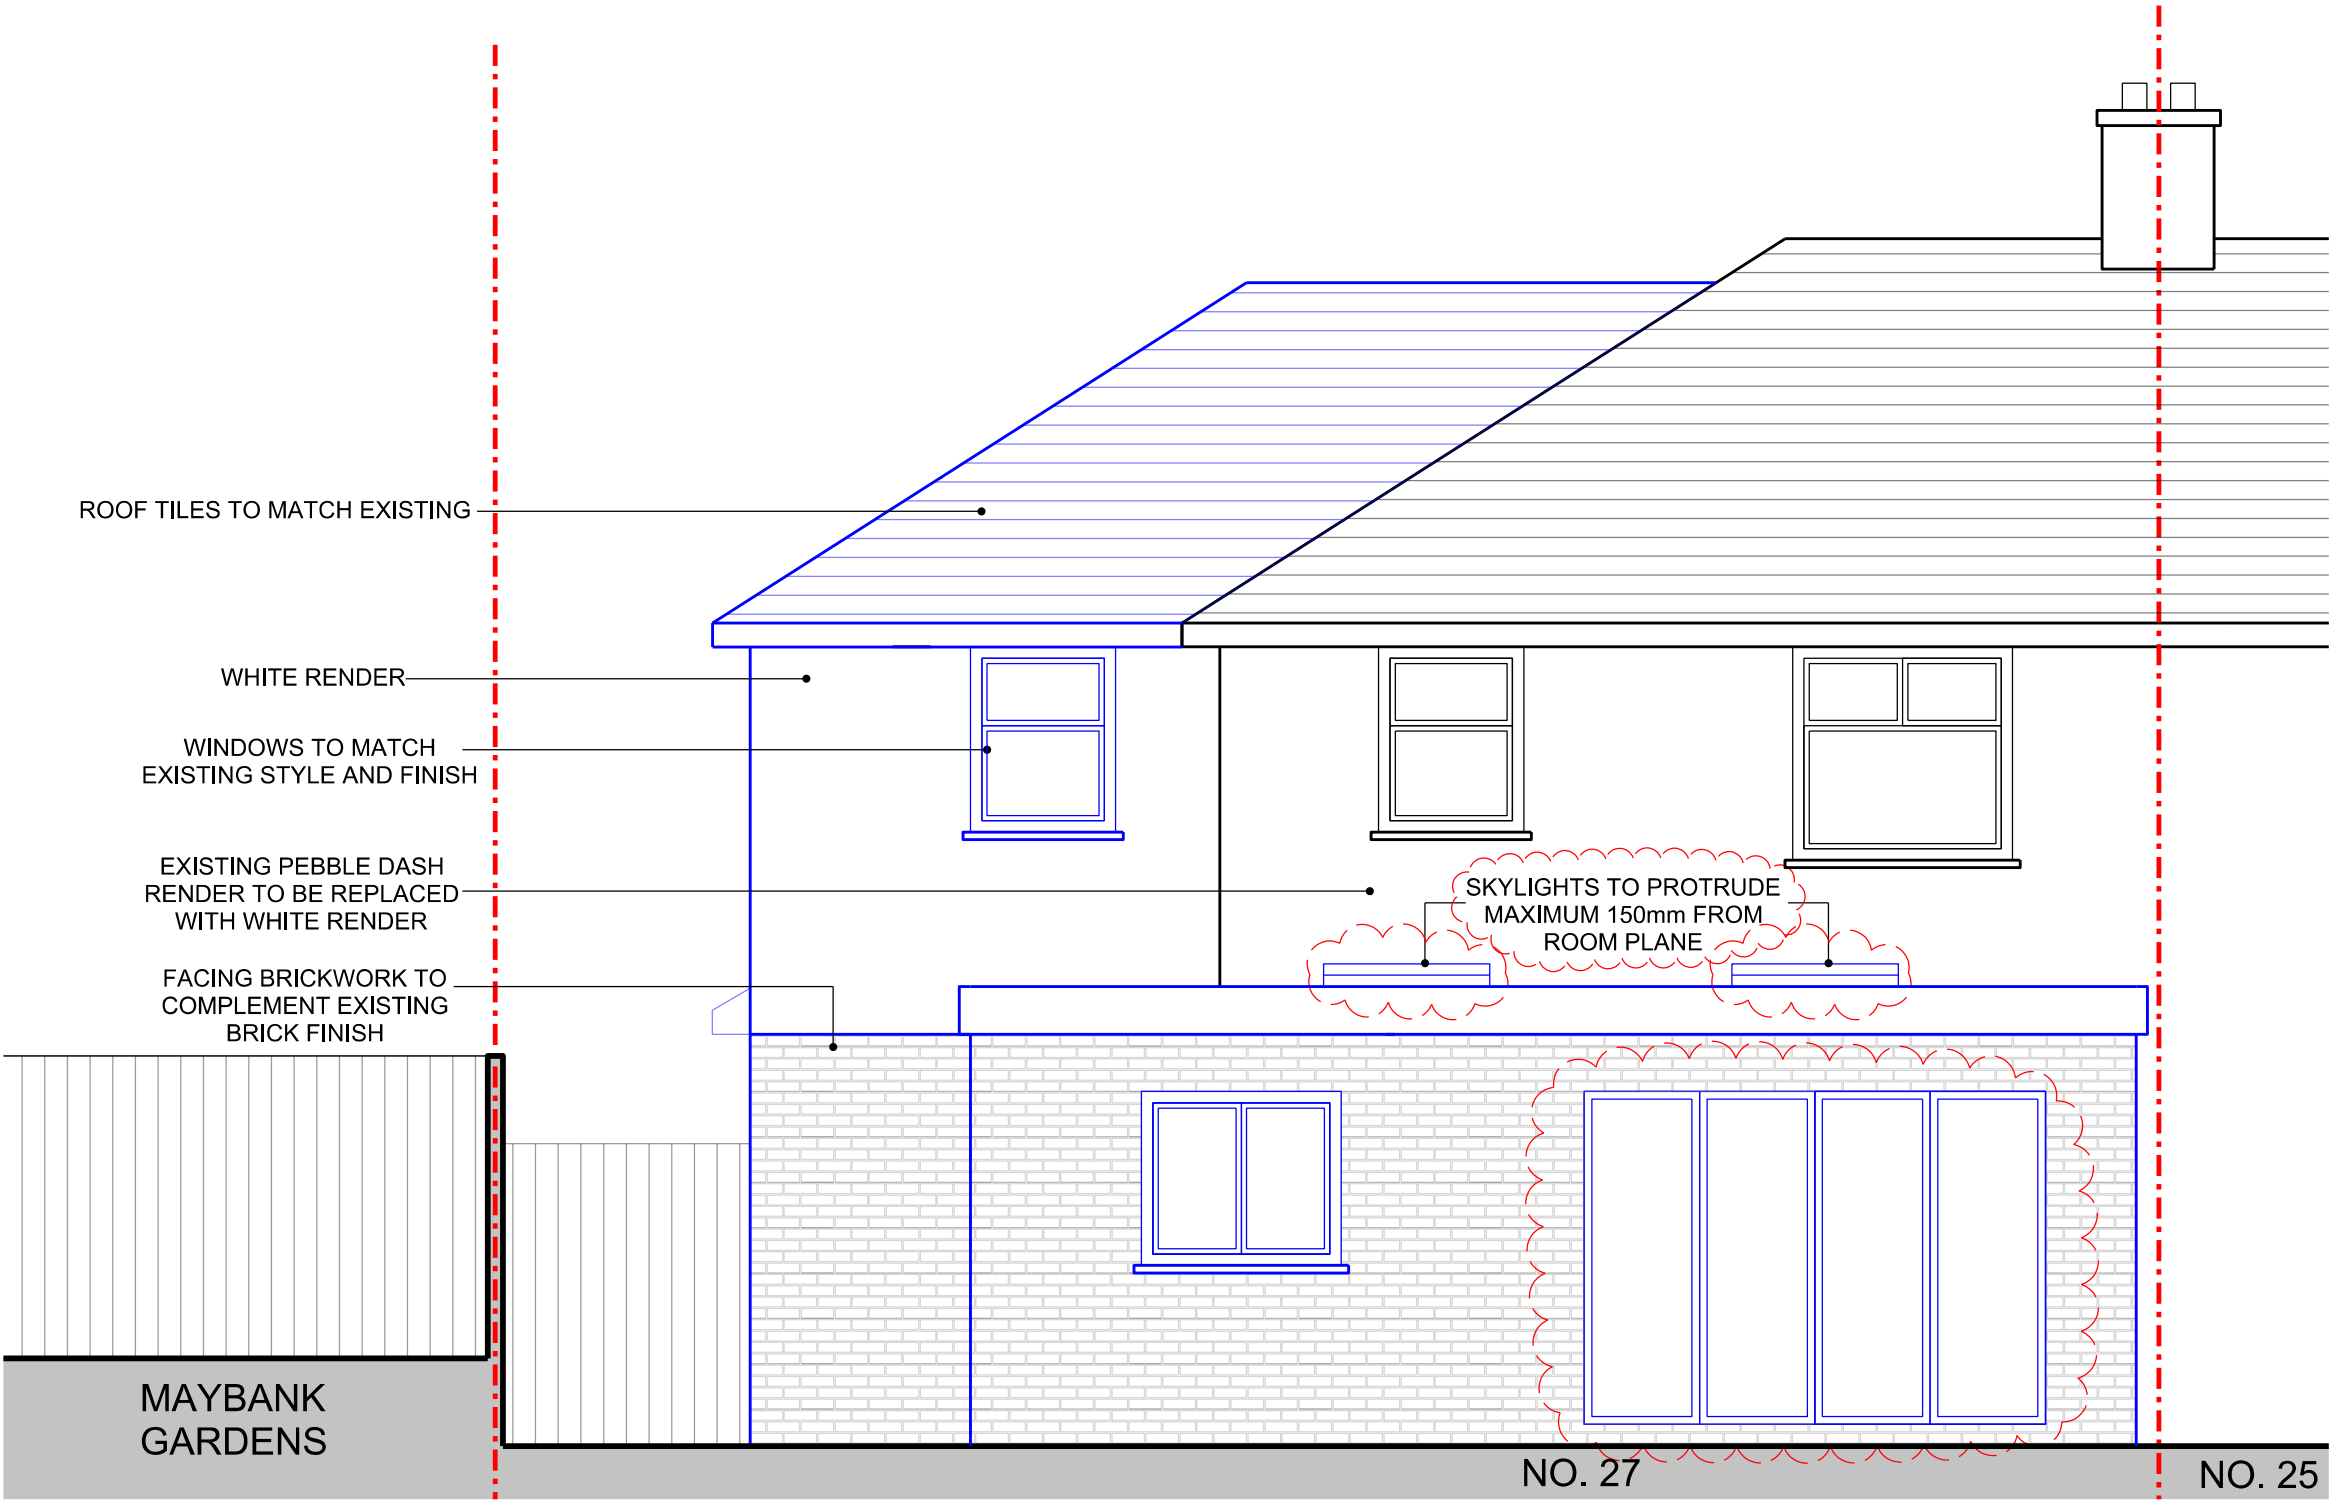 ROOF TILES TO MATCH EXISTING
WHITE RENDER
WINDOWS TO MATCH
EXISTING STYLE AND FINISH
EXISTING PEBBLE DASH
RENDER TO BE REPLACED
WITH WHITE RENDER
SKYLIGHTS TO PROTRUDE
MAXIMUM 150mm FROM
ROOM PLANE
FACING BRICKWORK TO
COMPLEMENT EXISTING
BRICK FINISH
MAYBANK
GARDENS
NO. 27
NO. 25